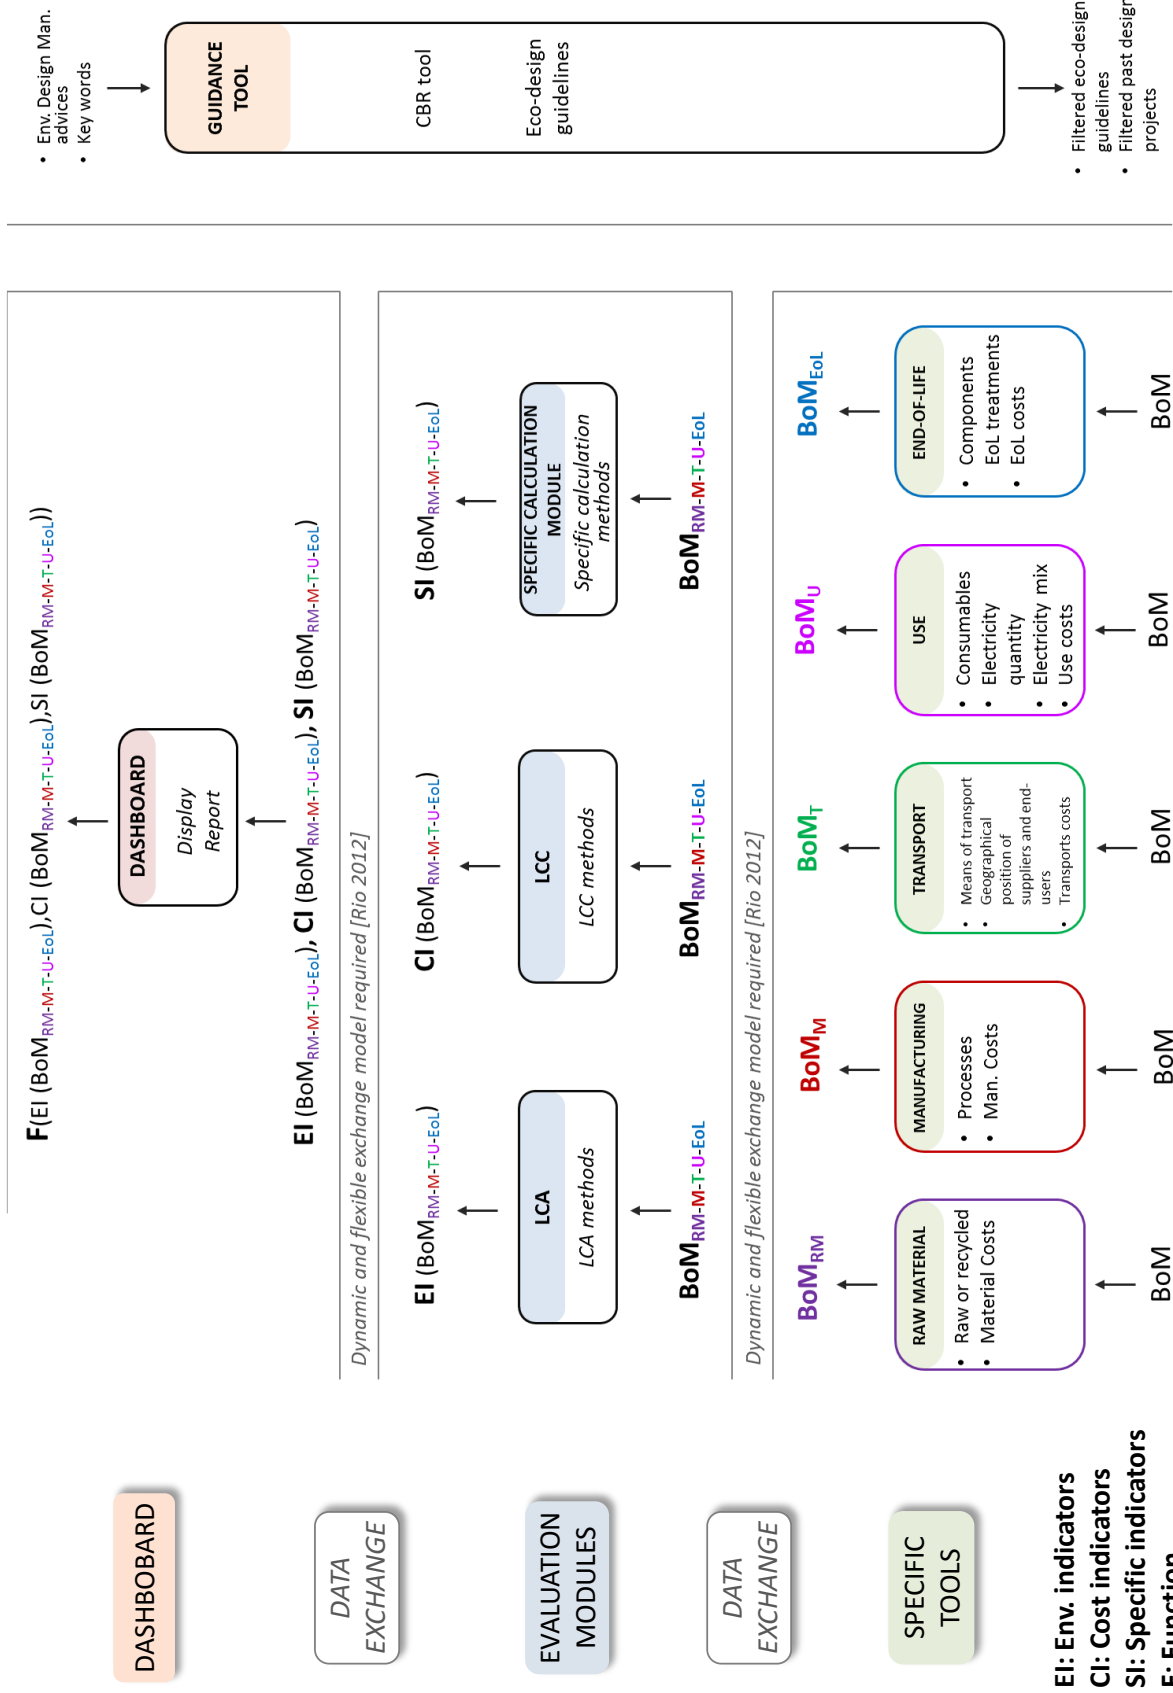 DASHBOBARD
F(EI (BoMRM-M-T-U-EoL),CI (BoMRM-M-T-U-EoL),SI (BoMRM-M-T-U-EoL))
DASHBOARD
Display
Report
EI (BoMRM-M-T-U-EoL), CI (BoMRM-M-T-U-EoL), SI (BoMRM-M-T-U-EoL)
DATA
EXCHANGE
Dynamic and flexible exchange model required [Rio 2012]
EVALUATION
MODULES
EI (BoMRM-M-T-U-EoL)
LCA
LCA methods
BoMRM-M-T-U-EoL
CI (BoMRM-M-T-U-EoL)
LCC
LCC methods
BoMRM-M-T-U-EoL
SI (BoMRM-M-T-U-EoL)
SPECIFIC CALCULATION
MODULE
Specific calculation
methods
BoMRM-M-T-U-EoL
DATA
EXCHANGE
Dynamic and flexible exchange model required [Rio 2012]
SPECIFIC
TOOLS
BoMRM
RAW MATERIAL
• Raw or recycled
• Material Costs
BoM
BoMM
MANUFACTURING
• Processes
• Man. Costs
BoM
BoMT
TRANSPORT
• Means of transport
• Geographical
position of
suppliers and end-
users
• Transports costs
BoM
BoMU
USE
• Consumables
• Electricity
quantity
• Electricity mix
• Use costs
BoM
BoMEoL
END-OF-LIFE
• Components
EoL treatments
• EoL costs
BoM
EI: Env. indicators
CI: Cost indicators
SI: Specific indicators
F: Function
• Env. Design Man.
advices
• Key words
GUIDANCE
TOOL
CBR tool
Eco-design
guidelines
• Filtered eco-design
guidelines
• Filtered past design
projects